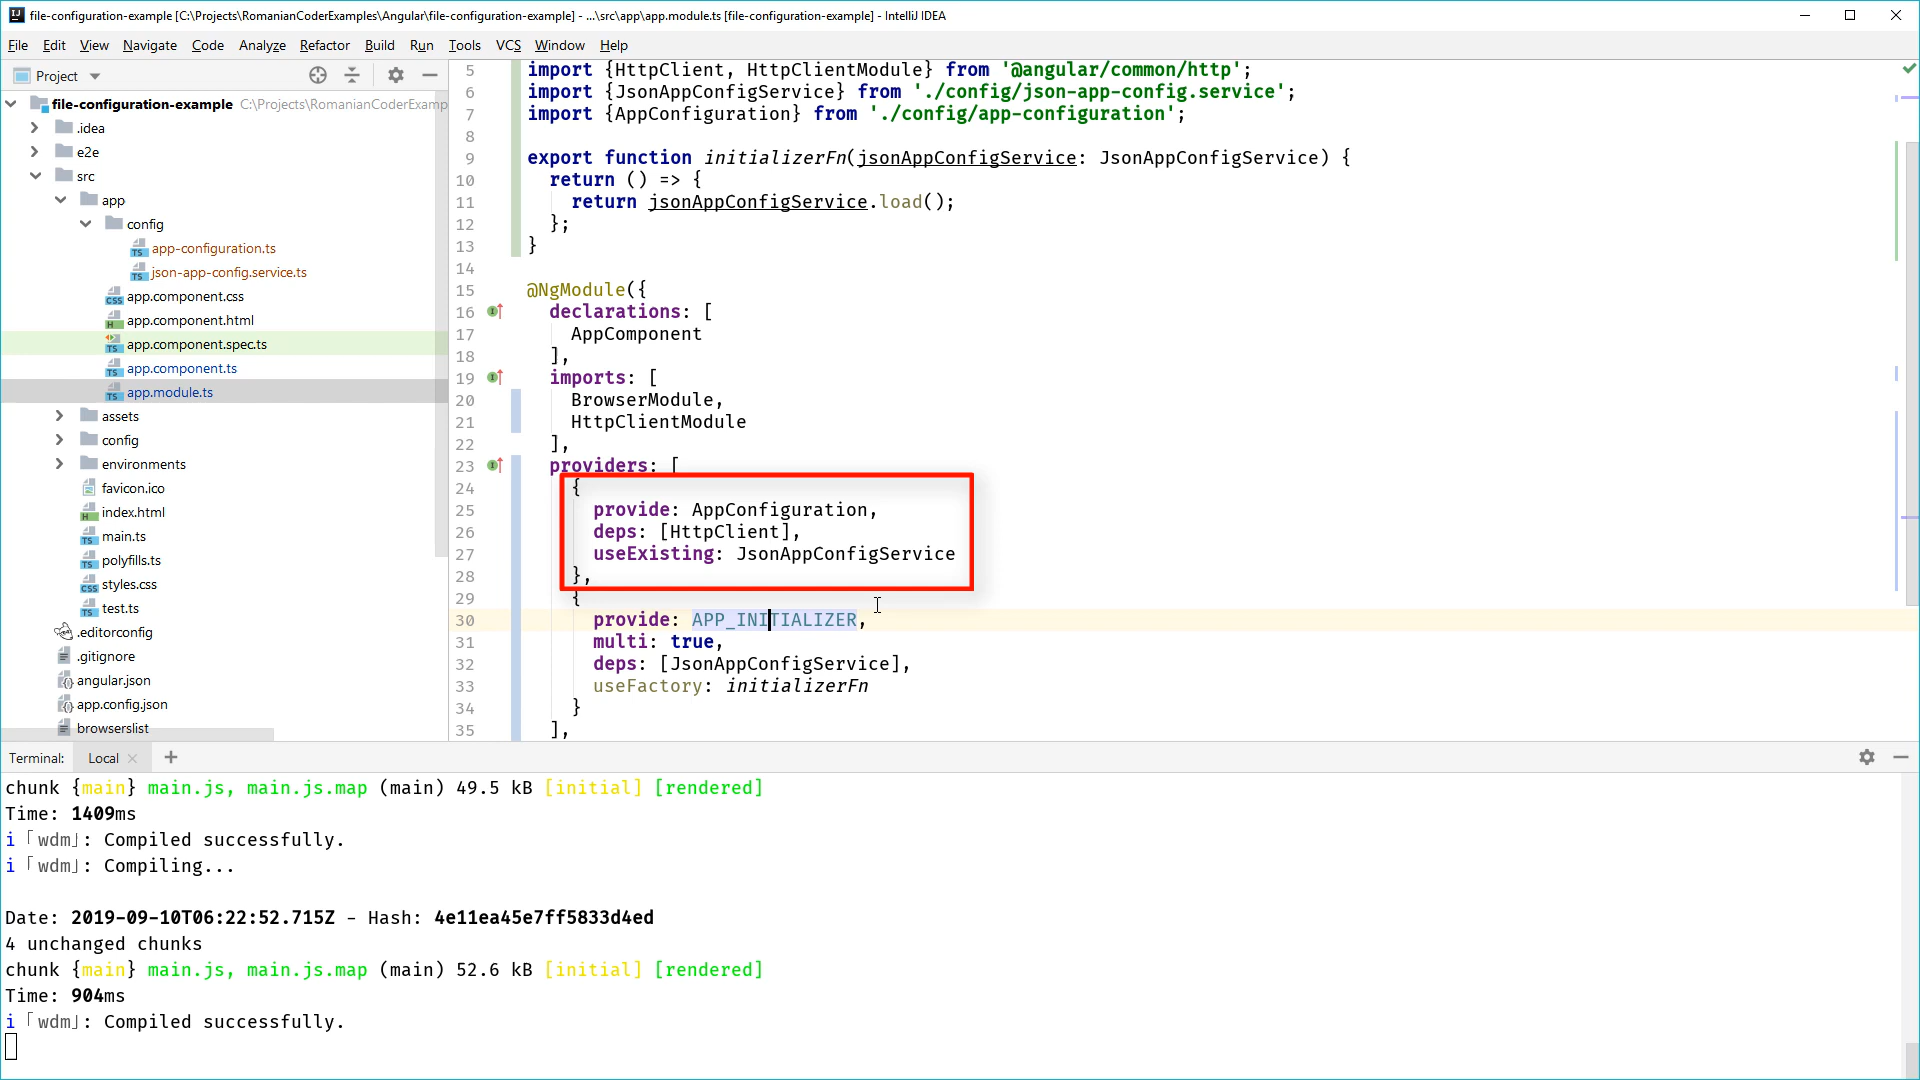 file-configuration-example [C:\Projects\RomanianCoderExamples\Angular\file-configuration-example] - ...\src\app\app.module.ts [file-configuration-example] - IntelliJ IDEA
File Edit View Navigate Code Analyze Refactor Build Run Tools VCS Window Help
Project
file-configuration-example C:\Projects\RomanianCoderExamp
.idea
e2e
src
app
config
app-configuration.ts
json-app-config.service.ts
app.component.css
app.component.html
app.component.spec.ts
app.component.ts
app.module.ts
assets
config
environments
favicon.ico
index.html
main.ts
polyfills.ts
styles.css
test.ts
.editorconfig
.gitignore
angular.json
app.config.json
browserslist
5 import {HttpClient, HttpClientModule} from '@angular/common/http';
6 import {JsonAppConfigService} from './config/json-app-config.service';
7 import {AppConfiguration} from './config/app-configuration';
8
9 export function initializerFn(jsonAppConfigService: JsonAppConfigService) {
10 return () => {
11 return jsonAppConfigService.load();
12 };
13 }
14
15 @NgModule({
16 declarations: [
17 AppComponent
18 ],
19 imports: [
20 BrowserModule,
21 HttpClientModule
22 ],
23 providers: [
24 {
25 provide: AppConfiguration,
26 deps: [HttpClient],
27 useExisting: JsonAppConfigService
28 },
29 {
30 provide: APP_INITIALIZER,
31 multi: true,
32 deps: [JsonAppConfigService],
33 useFactory: initializerFn
34 }
35 ],
Terminal: Local
chunk {main} main.js, main.js.map (main) 49.5 kB [initial] [rendered]
Time: 1409ms
i ｢wdm｣: Compiled successfully.
i ｢wdm｣: Compiling...
Date: 2019-09-10T06:22:52.715Z - Hash: 4e11ea45e7ff5833d4ed
4 unchanged chunks
chunk {main} main.js, main.js.map (main) 52.6 kB [initial] [rendered]
Time: 904ms
i ｢wdm｣: Compiled successfully.